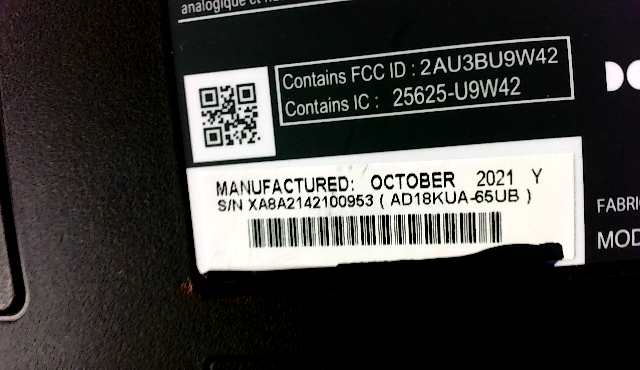 analogique et
Contains FCC ID : 2AU3BU9W42
Contains IC : 25625-U9W42
MANUFACTURED: OCTOBER 2021 Y
S/N XA8A2142100953 ( AD18KUA-65UB )
FABRI
MOD